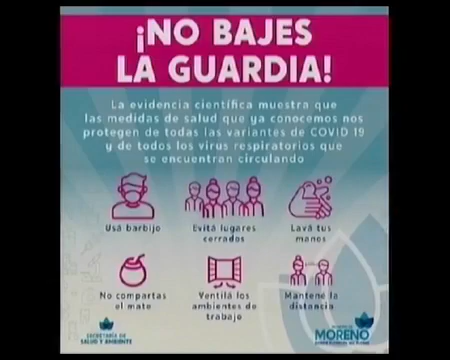 ¡NO BAJES
LA GUARDIA!
La evidencia científica muestra que
las medidas de salud que ya conocemos nos
protegen de todas las variantes de COVID 19
y de todos los virus respiratorios que
se encuentran circulando
Usá barbijo
Evitá lugares
cerrados
Lavá tus
manos
No compartas
el mate
Ventilá los
ambientes de
trabajo
Mantené la
distancia
SECRETARÍA DE
SALUD Y AMBIENTE
MORENO